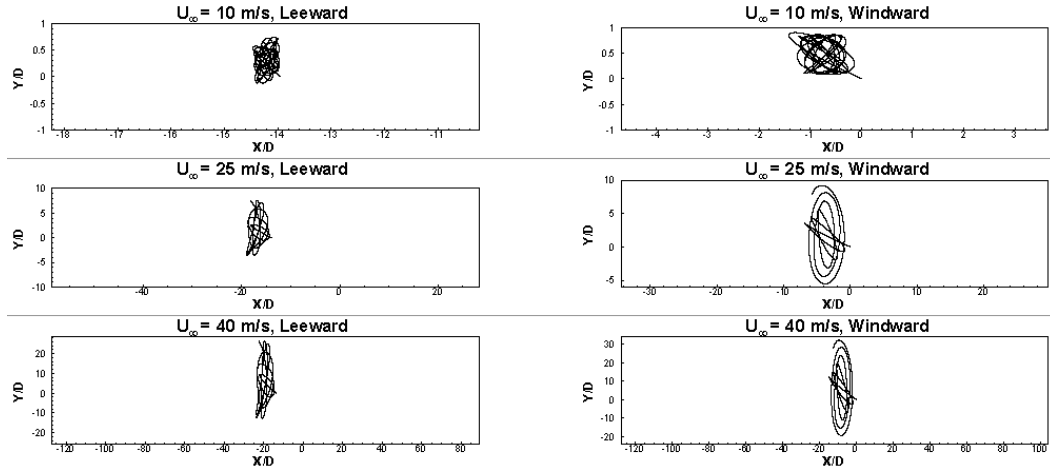 U∞ = 10 m/s, Leeward
1
0.5
0
-0.5
-1
Y/D
-18 -17 -16 -15 -14 -13 -12 -11
X/D
U∞ = 10 m/s, Windward
1
0.5
0
-0.5
-1
Y/D
-4 -3 -2 -1 0 1 2 3
X/D
U∞ = 25 m/s, Leeward
10
5
0
-5
-10
Y/D
-40 -20 0 20
X/D
U∞ = 25 m/s, Windward
10
5
0
-5
Y/D
-30 -20 -10 0 10 20
X/D
U∞ = 40 m/s, Leeward
20
10
0
-10
-20
Y/D
-120 -100 -80 -60 -40 -20 0 20 40 60 80
X/D
U∞ = 40 m/s, Windward
30
20
10
0
-10
-20
Y/D
-100 -80 -60 -40 -20 0 20 40 60 80 100
X/D